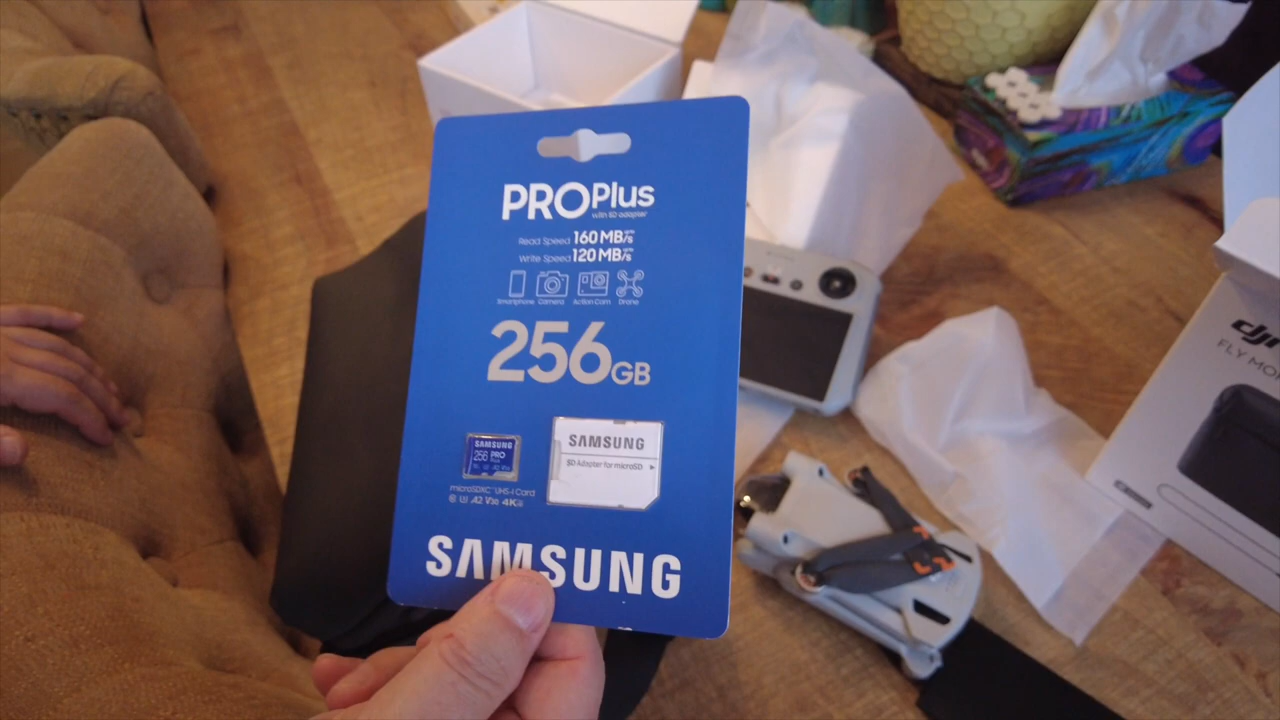 PRO Plus
with SD adapter
Read Speed 160 MB/s
Write Speed 120 MB/s
Smartphone Camera Action Cam Drone
256GB
SAMSUNG
256 PRO
Plus
microSDXC UHS-I Card
A2 V30 4K
SAMSUNG
SD Adapter for microSD
SAMSUNG
dji
FLY MO